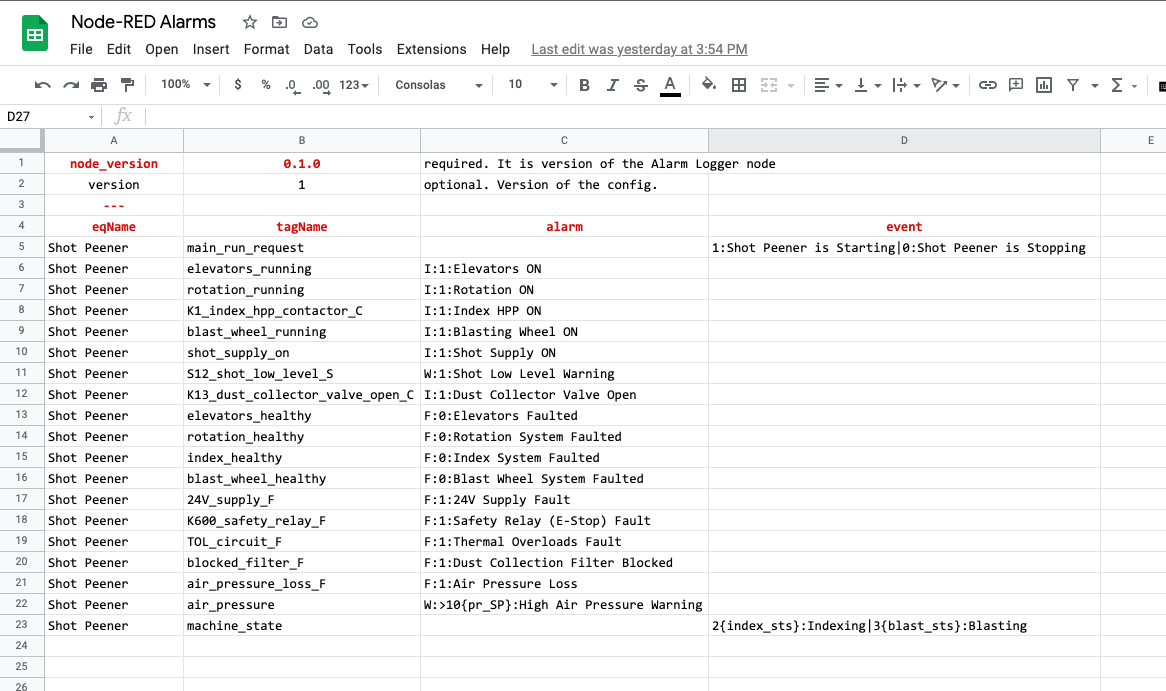 Node-RED Alarms
File Edit Open Insert Format Data Tools Extensions Help Last edit was yesterday at 3:54 PM
100% $ % .0 .00 123 Consolas 10 B I S A
D27 fx
A B C D E
1 node_version 0.1.0 required. It is version of the Alarm Logger node
2 version 1 optional. Version of the config.
3 ---
4 eqName tagName alarm event
5 Shot Peener main_run_request 1:Shot Peener is Starting|0:Shot Peener is Stopping
6 Shot Peener elevators_running I:1:Elevators ON
7 Shot Peener rotation_running I:1:Rotation ON
8 Shot Peener K1_index_hpp_contactor_C I:1:Index HPP ON
9 Shot Peener blast_wheel_running I:1:Blasting Wheel ON
10 Shot Peener shot_supply_on I:1:Shot Supply ON
11 Shot Peener S12_shot_low_level_S W:1:Shot Low Level Warning
12 Shot Peener K13_dust_collector_valve_open_C I:1:Dust Collector Valve Open
13 Shot Peener elevators_healthy F:0:Elevators Faulted
14 Shot Peener rotation_healthy F:0:Rotation System Faulted
15 Shot Peener index_healthy F:0:Index System Faulted
16 Shot Peener blast_wheel_healthy F:0:Blast Wheel System Faulted
17 Shot Peener 24V_supply_F F:1:24V Supply Fault
18 Shot Peener K600_safety_relay_F F:1:Safety Relay (E-Stop) Fault
19 Shot Peener TOL_circuit_F F:1:Thermal Overloads Fault
20 Shot Peener blocked_filter_F F:1:Dust Collection Filter Blocked
21 Shot Peener air_pressure_loss_F F:1:Air Pressure Loss
22 Shot Peener air_pressure W:>10{pr_SP}:High Air Pressure Warning
23 Shot Peener machine_state 2{index_sts}:Indexing|3{blast_sts}:Blasting
24
25
26